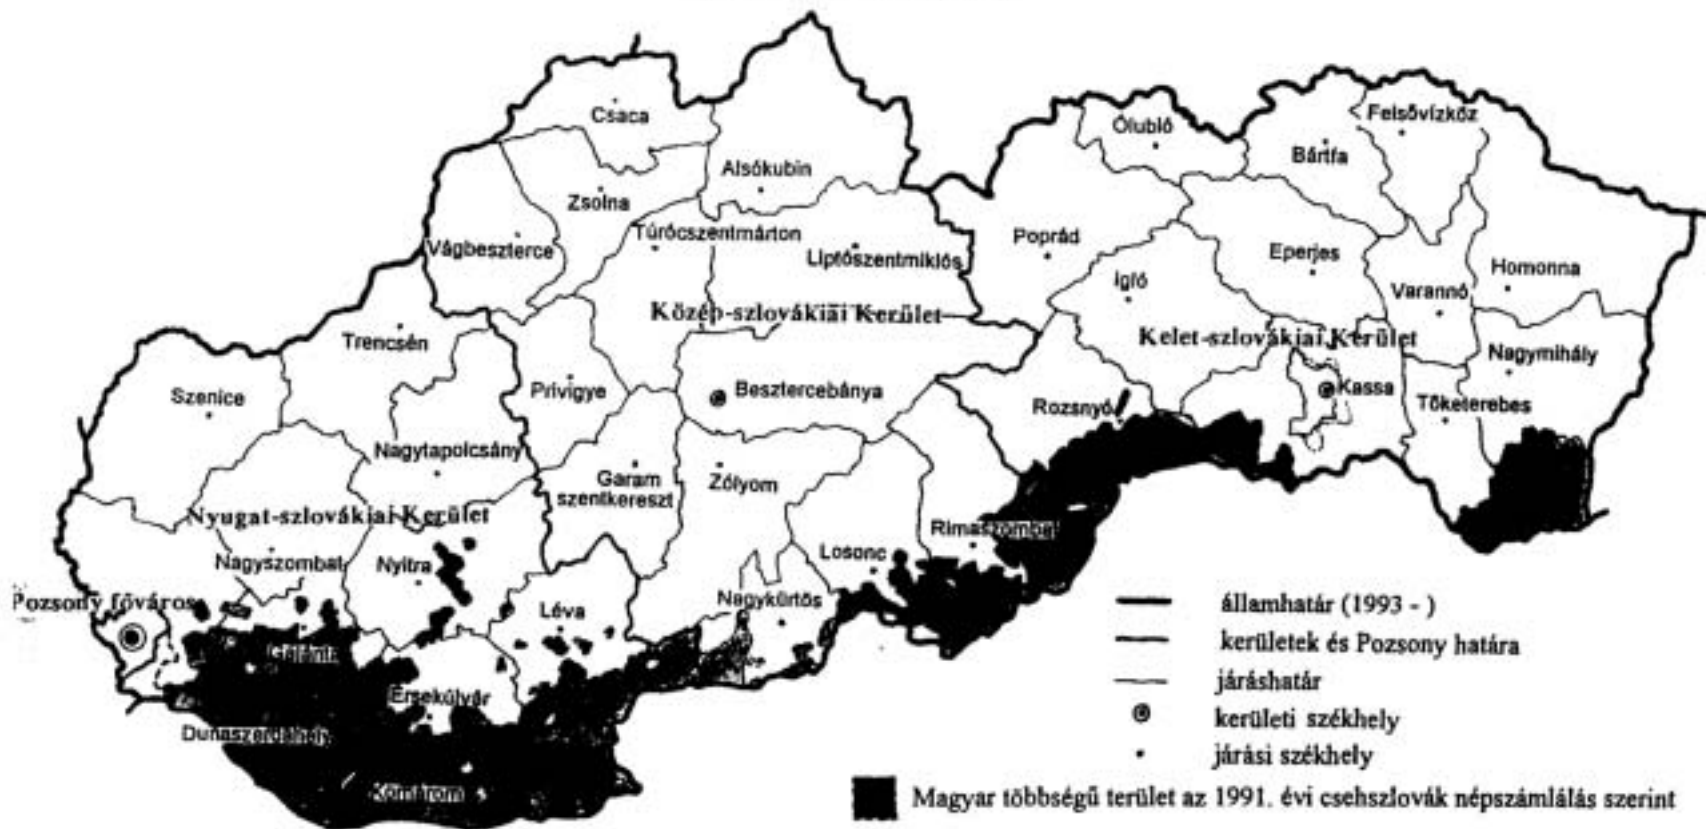 Csaca
Alsókubin
Zsolna
Vágbeszterce
Túrócszentmárton
Liptószentmiklós
Ólubló
Bártfa
Felsővízköz
Poprád
Igló
Eperjes
Varannó
Homonna
Közép-szlovákiai Kerület
Kelet-szlovákiai Kerület
Trencsén
Szenice
Privigye
Besztercebánya
Rozsnyó
Kassa
Nagymihály
Tőketerebes
Nagytapolcsány
Garam
szentkereszt
Zólyom
Nyugat-szlovákiai Kerület
Nagyszombat
Nyitra
Losonc
Rimaszombat
Pozsony főváros
Léva
Nagykürtös
Galánta
Érsekújvár
Dunaszerdahely
Komárom
államhatár (1993 - )
kerületek és Pozsony határa
járáshatár
kerületi székhely
járási székhely
Magyar többségű terület az 1991. évi csehszlovák népszámlálás szerint